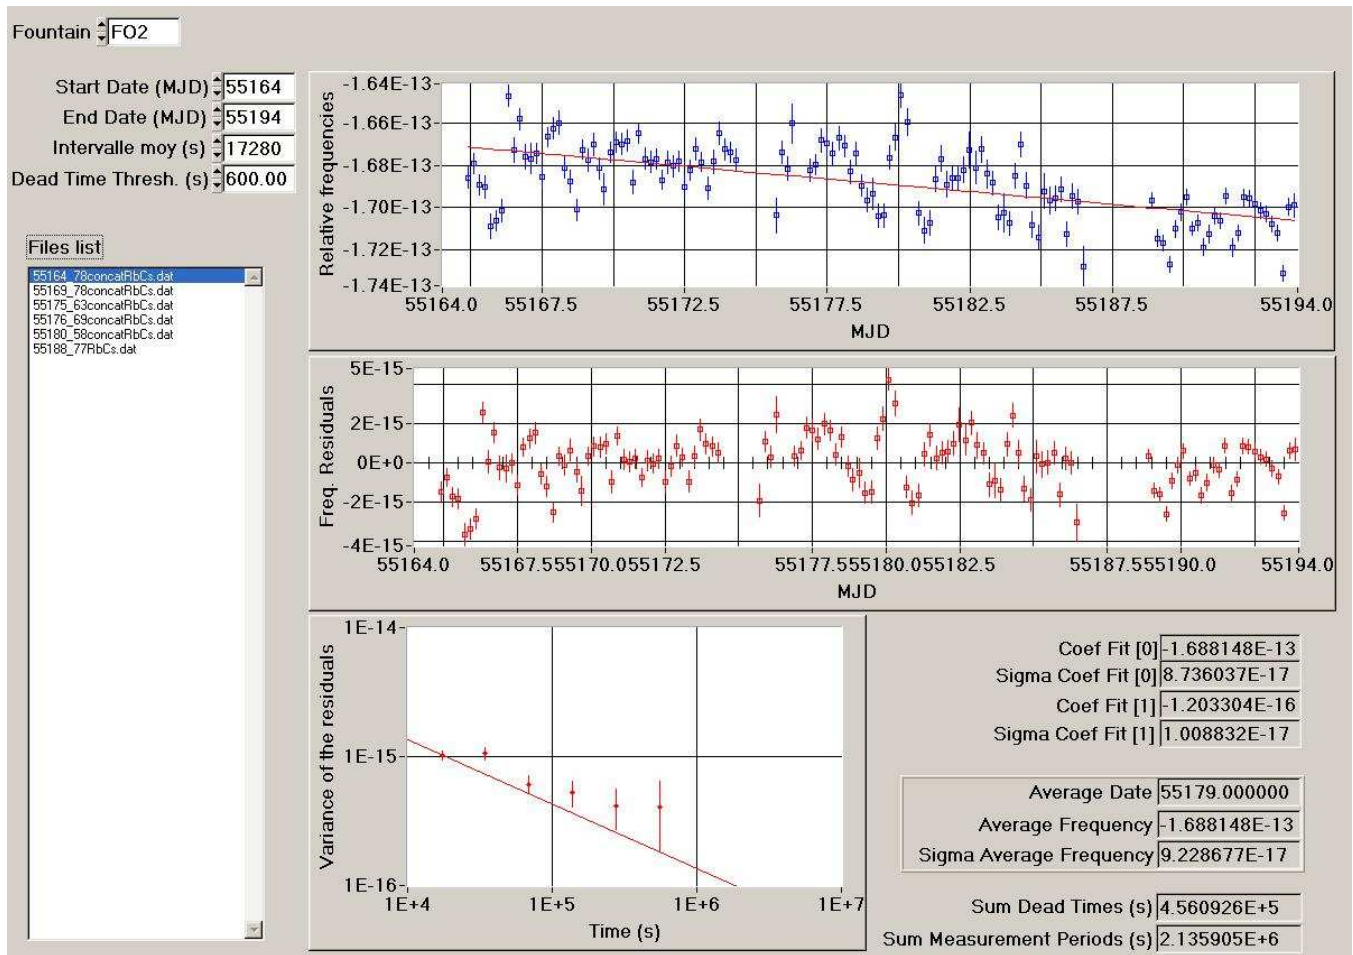 Fountain FO2
Start Date (MJD) 55164
End Date (MJD) 55194
Intervalle moy (s) 17280
Dead Time Thresh. (s) 600.00
Files list
55164_78concatRbCs.dat
55169_78concatRbCs.dat
55175_63concatRbCs.dat
55176_69concatRbCs.dat
55180_58concatRbCs.dat
55188_77RbCs.dat
Relative frequencies
-1.64E-13
-1.66E-13
-1.68E-13
-1.70E-13
-1.72E-13
-1.74E-13
55164.0 55167.5 55172.5 55177.5 55182.5 55187.5 55194.0
MJD
Freq. Residuals
5E-15
2E-15
0E+0
-2E-15
-4E-15
55164.0 55167.555170.055172.5 55177.555180.055182.5 55187.555190.0 55194.0
MJD
Variance of the residuals
1E-14
1E-15
1E-16
1E+4 1E+5 1E+6 1E+7
Time (s)
Coef Fit [0] -1.688148E-13
Sigma Coef Fit [0] 8.736037E-17
Coef Fit [1] -1.203304E-16
Sigma Coef Fit [1] 1.008832E-17
Average Date 55179.000000
Average Frequency -1.688148E-13
Sigma Average Frequency 9.228677E-17
Sum Dead Times (s) 4.560926E+5
Sum Measurement Periods (s) 2.135905E+6